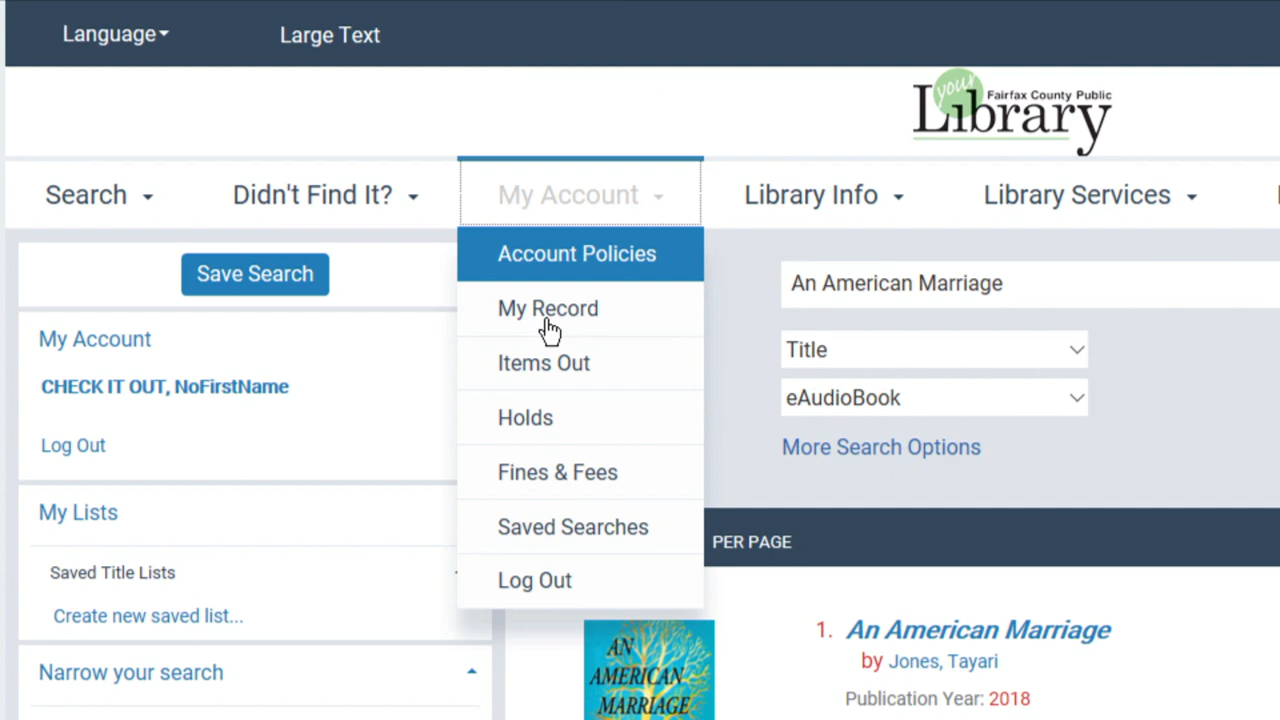 Language
Large Text
your
Fairfax County Public
Library
Search
Didn't Find It?
My Account
Library Info
Library Services
Save Search
My Account
CHECK IT OUT, NoFirstName
Log Out
My Lists
Saved Title Lists
Create new saved list...
Narrow your search
Account Policies
My Record
Items Out
Holds
Fines & Fees
Saved Searches
Log Out
An American Marriage
Title
eAudioBook
More Search Options
PER PAGE
AN
AMERICAN
MARRIAGE
1. An American Marriage
by Jones, Tayari
Publication Year: 2018